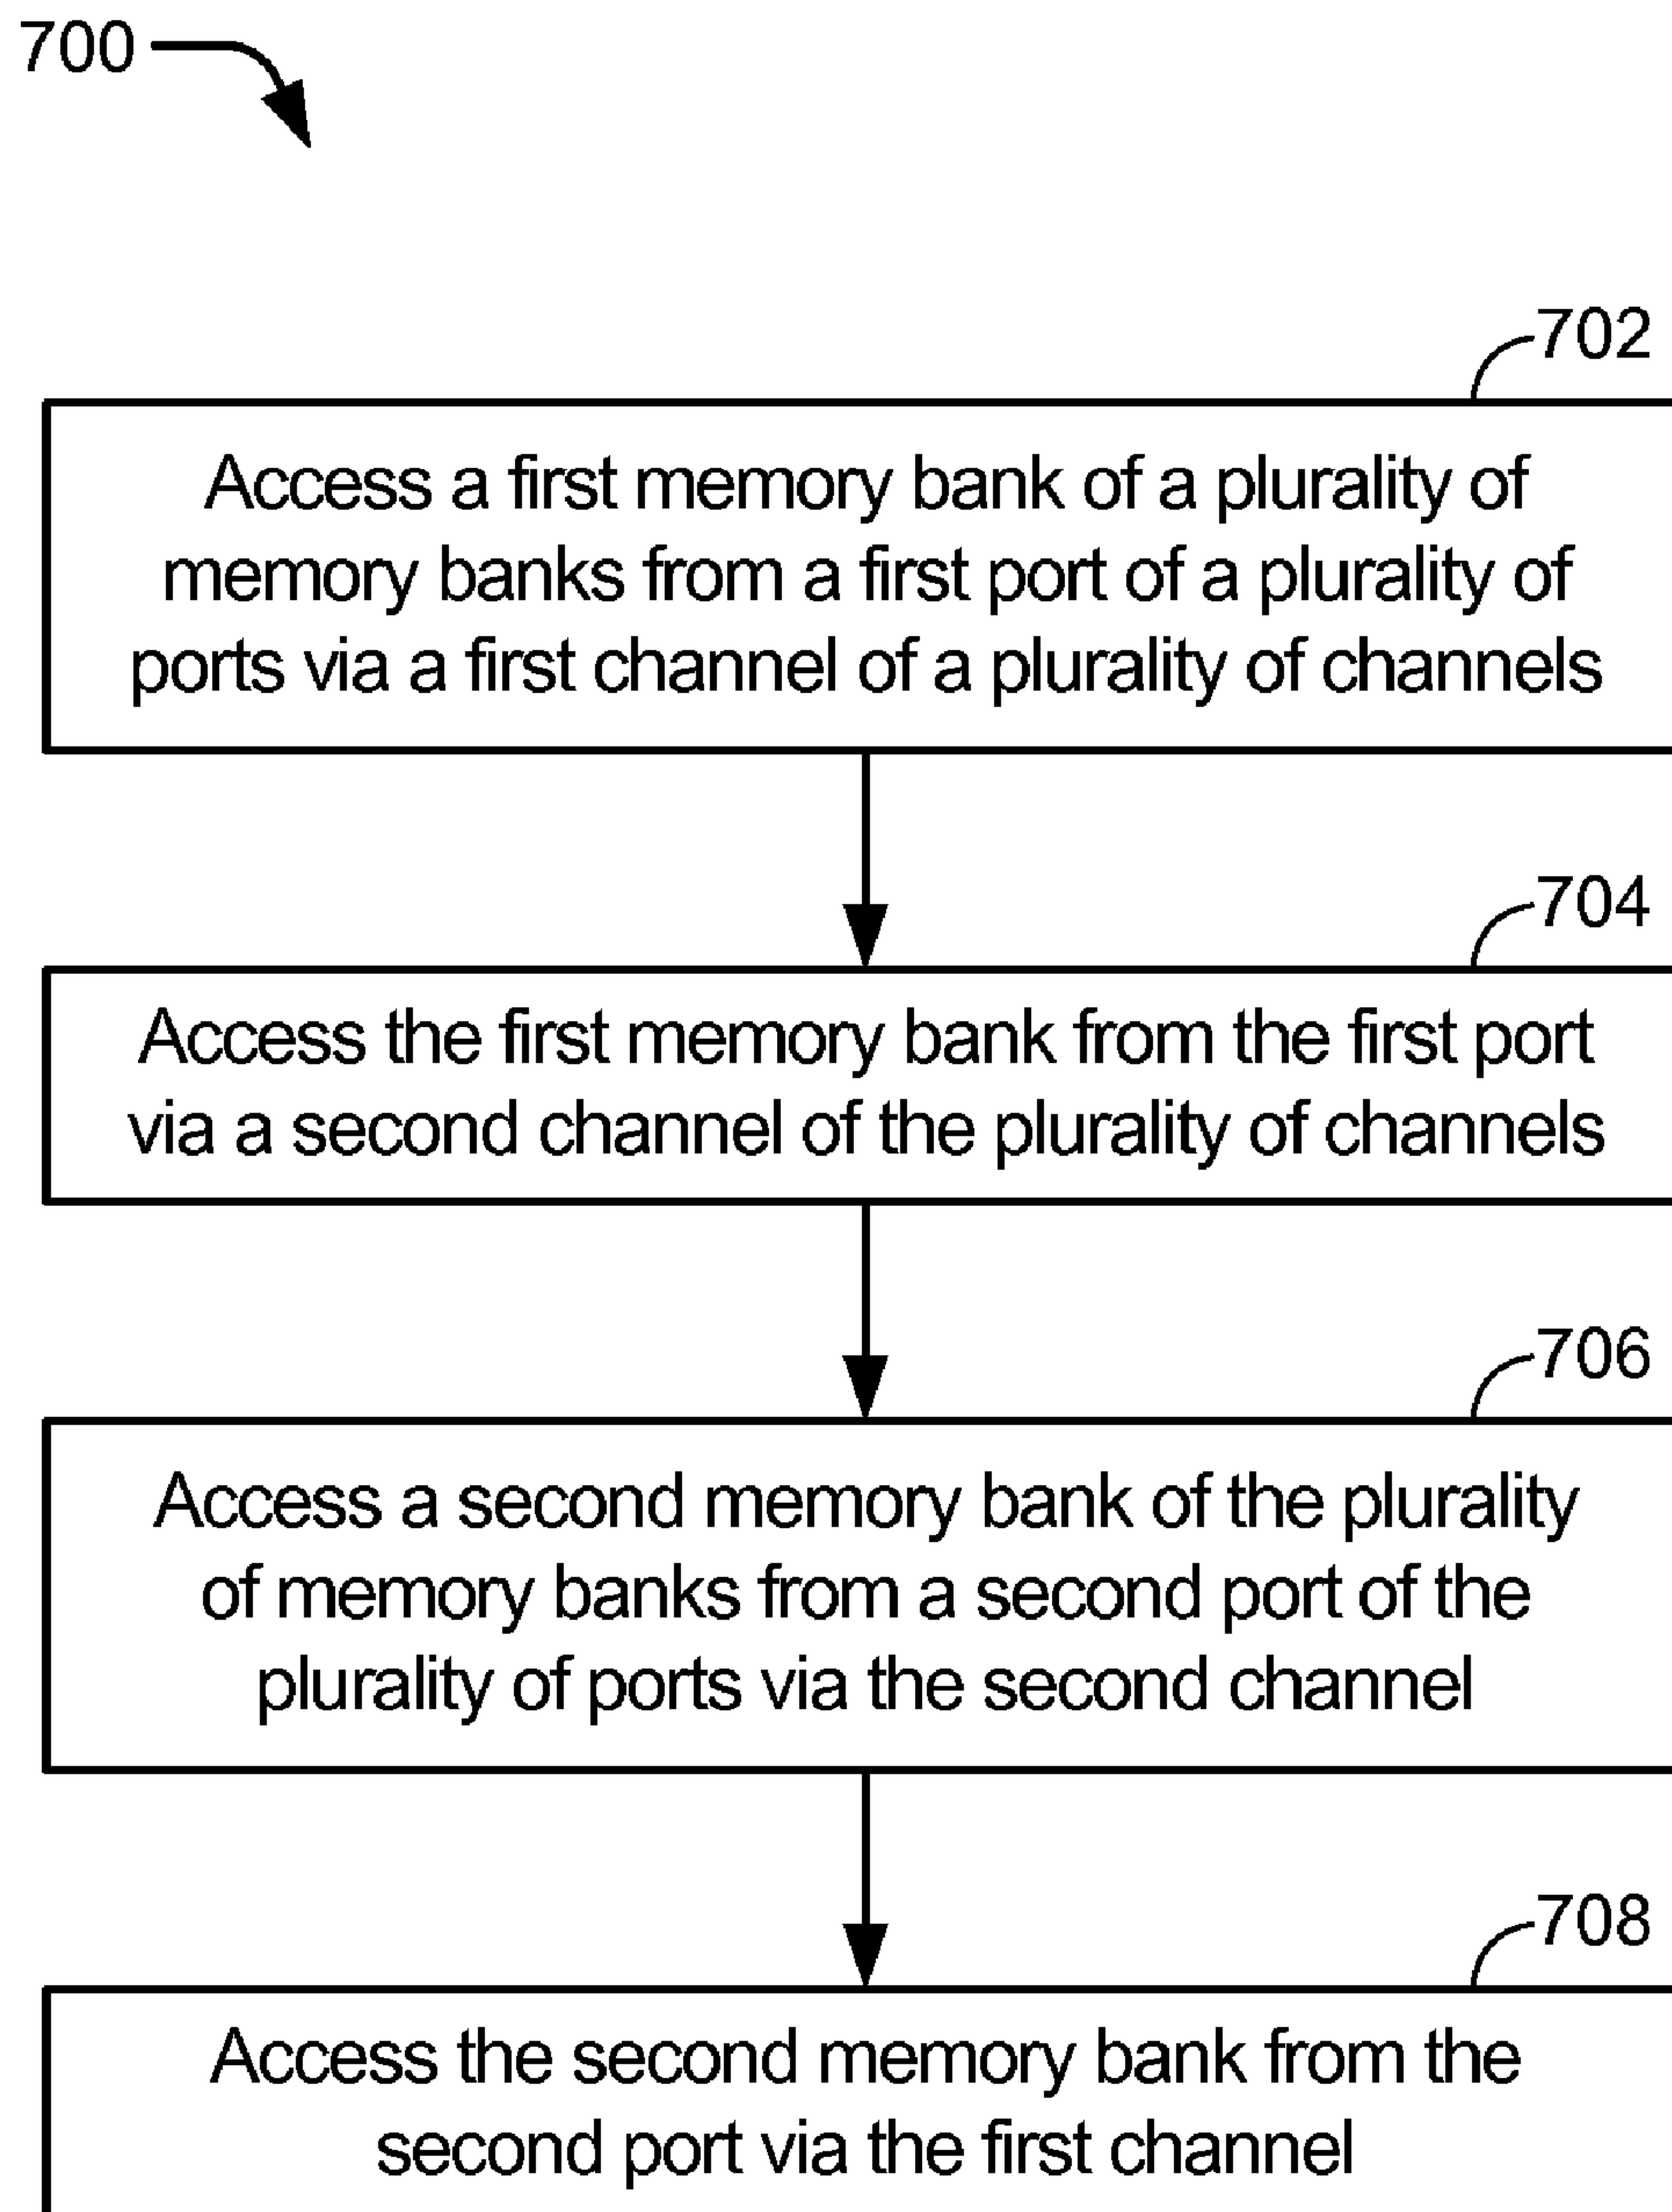 700
702
Access a first memory bank of a plurality of
memory banks from a first port of a plurality of
ports via a first channel of a plurality of channels
704
Access the first memory bank from the first port
via a second channel of the plurality of channels
706
Access a second memory bank of the plurality
of memory banks from a second port of the
plurality of ports via the second channel
708
Access the second memory bank from the
second port via the first channel